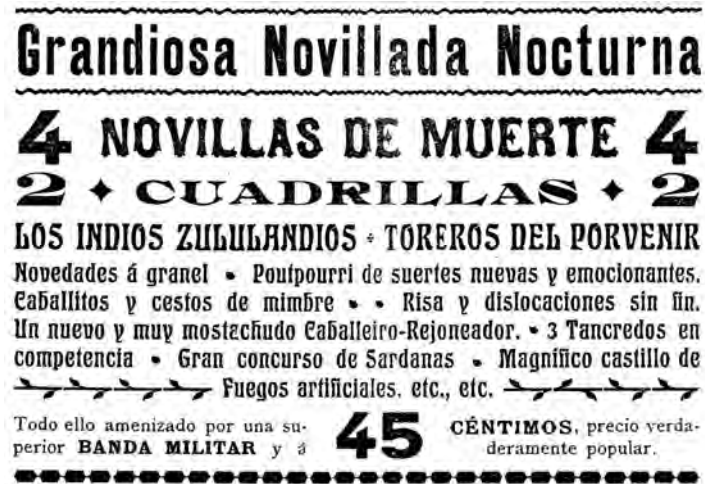 Grandiosa Novillada Nocturna
4 NOVILLAS DE MUERTE 4
2 ✦ CUADRILLAS ✦ 2
LOS INDIOS ZULULANDIOS ÷ TOREROS DEL PORVENIR
Novedades á granel • Poutpourri de suertes nuevas y emocionantes.
Caballitos y cestos de mimbre • • Risa y dislocaciones sin fin.
Un nuevo y muy mostachudo Caballeiro-Rejoneador. • 3 Tancredos en
competencia • Gran concurso de Sardanas • Magnífico castillo de
Fuegos artificiales, etc., etc.
Todo ello amenizado por una su-
perior BANDA MILITAR y á
45
CÉNTIMOS, precio verda-
deramente popular.